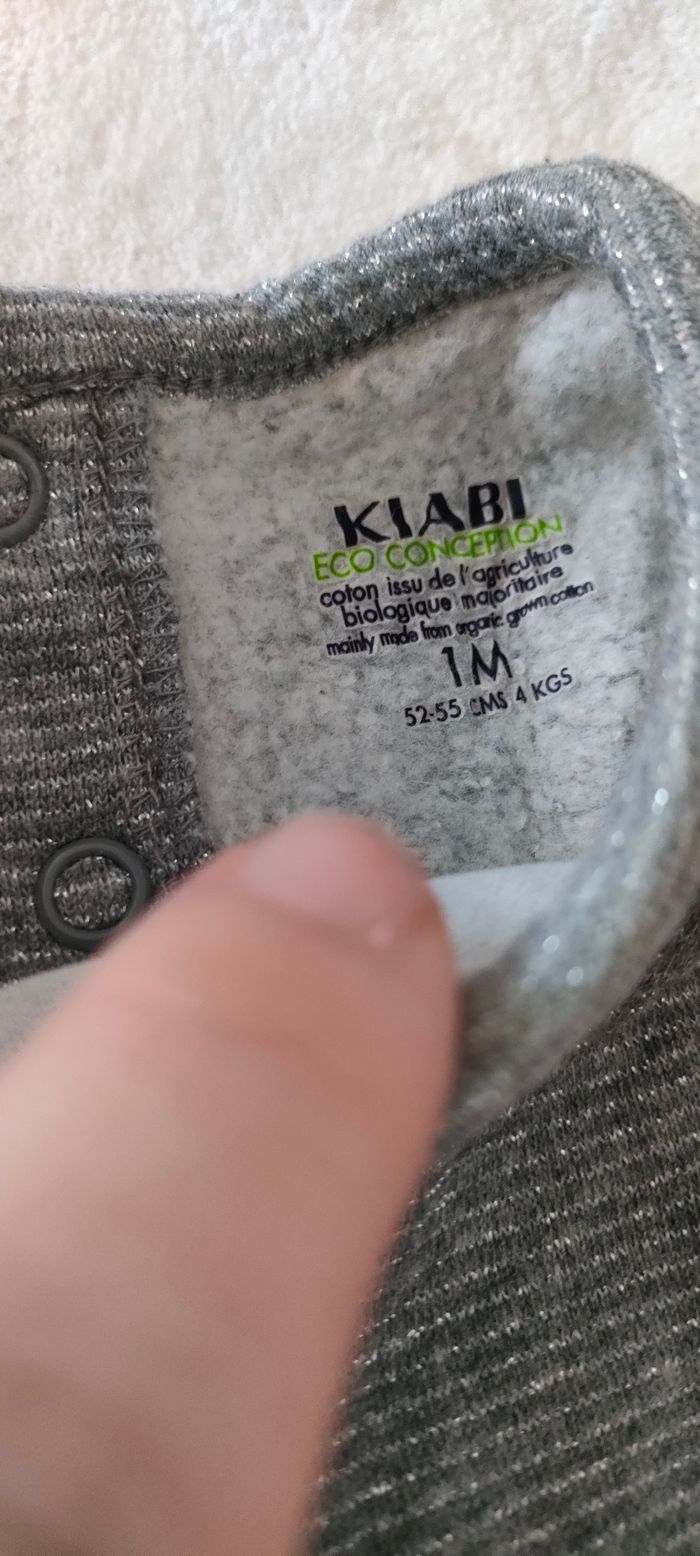 KIABI
ECO CONCEPTION
coton issu de l'agriculture
biologique majoritaire
mainly made from organic grown cotton
1M
52-55 CMS 4 KGS